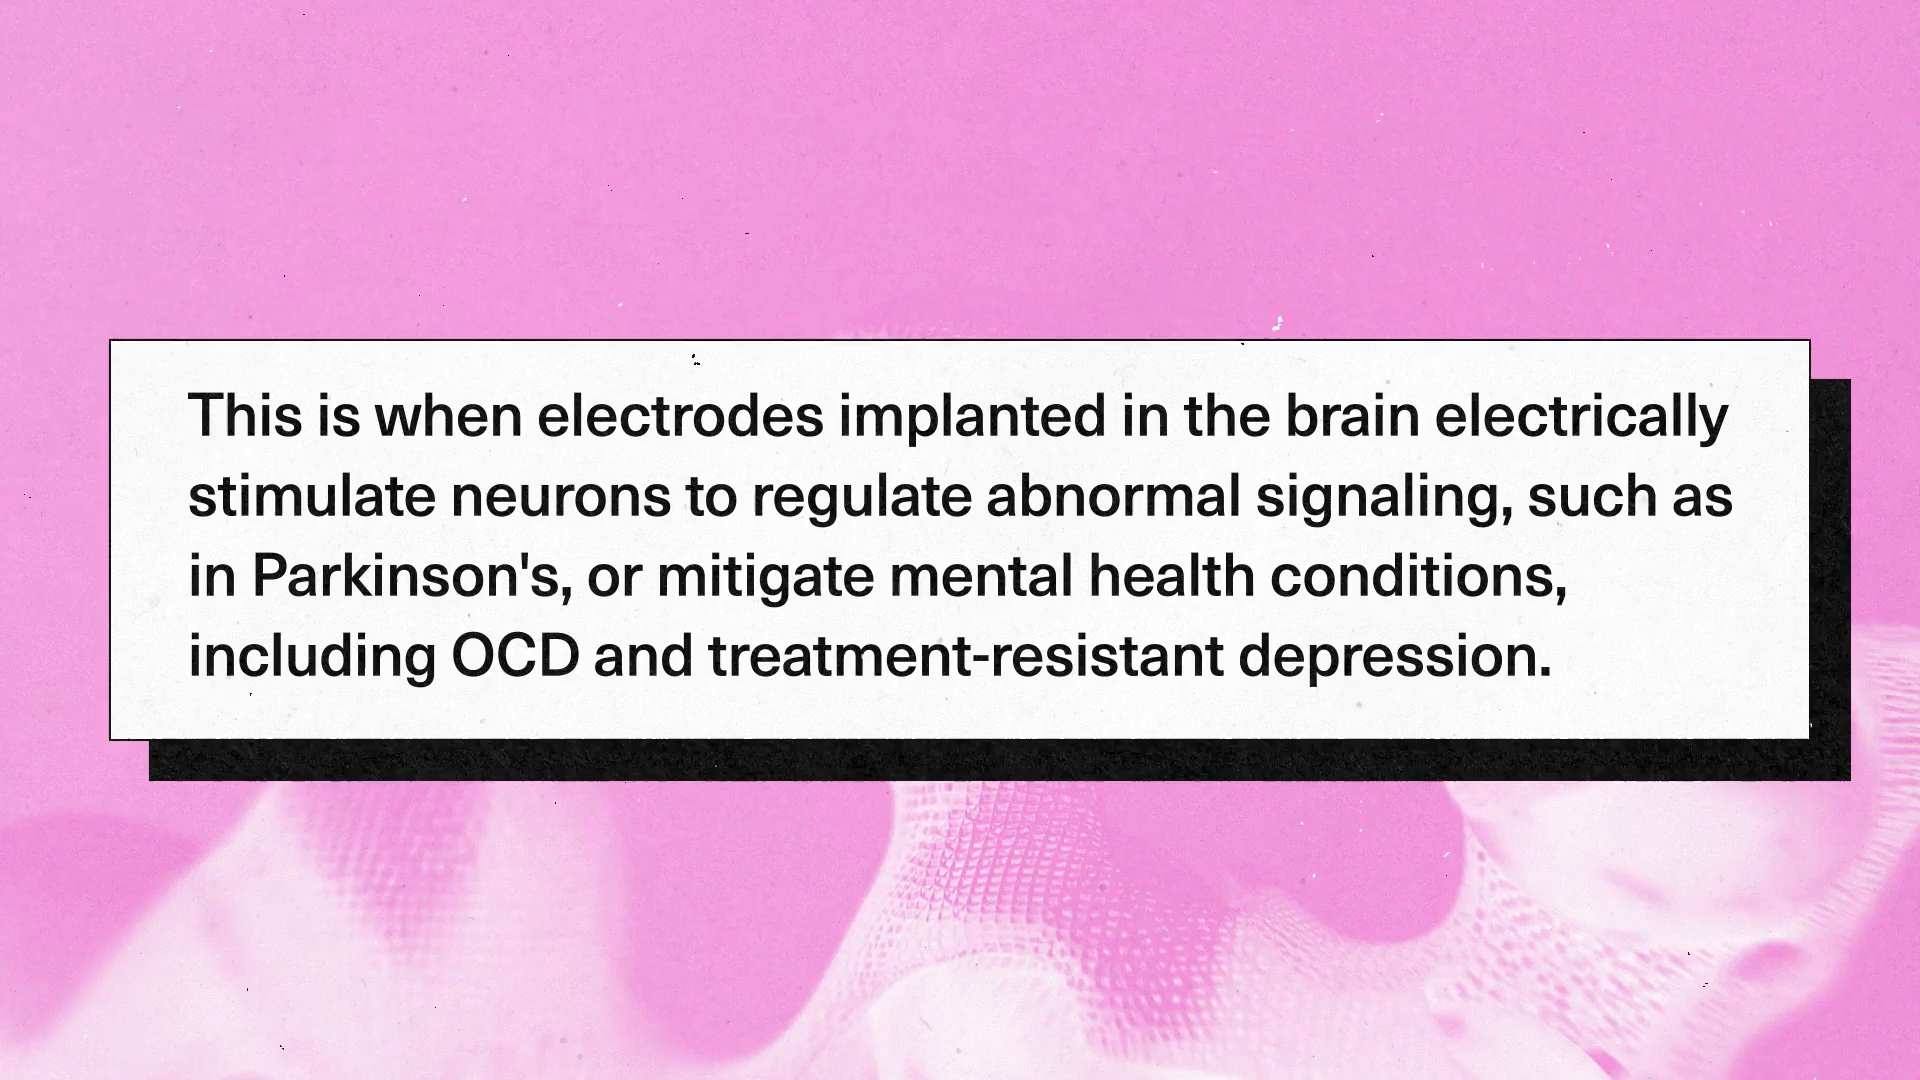 This is when electrodes implanted in the brain electrically
stimulate neurons to regulate abnormal signaling, such as
in Parkinson's, or mitigate mental health conditions,
including OCD and treatment-resistant depression.